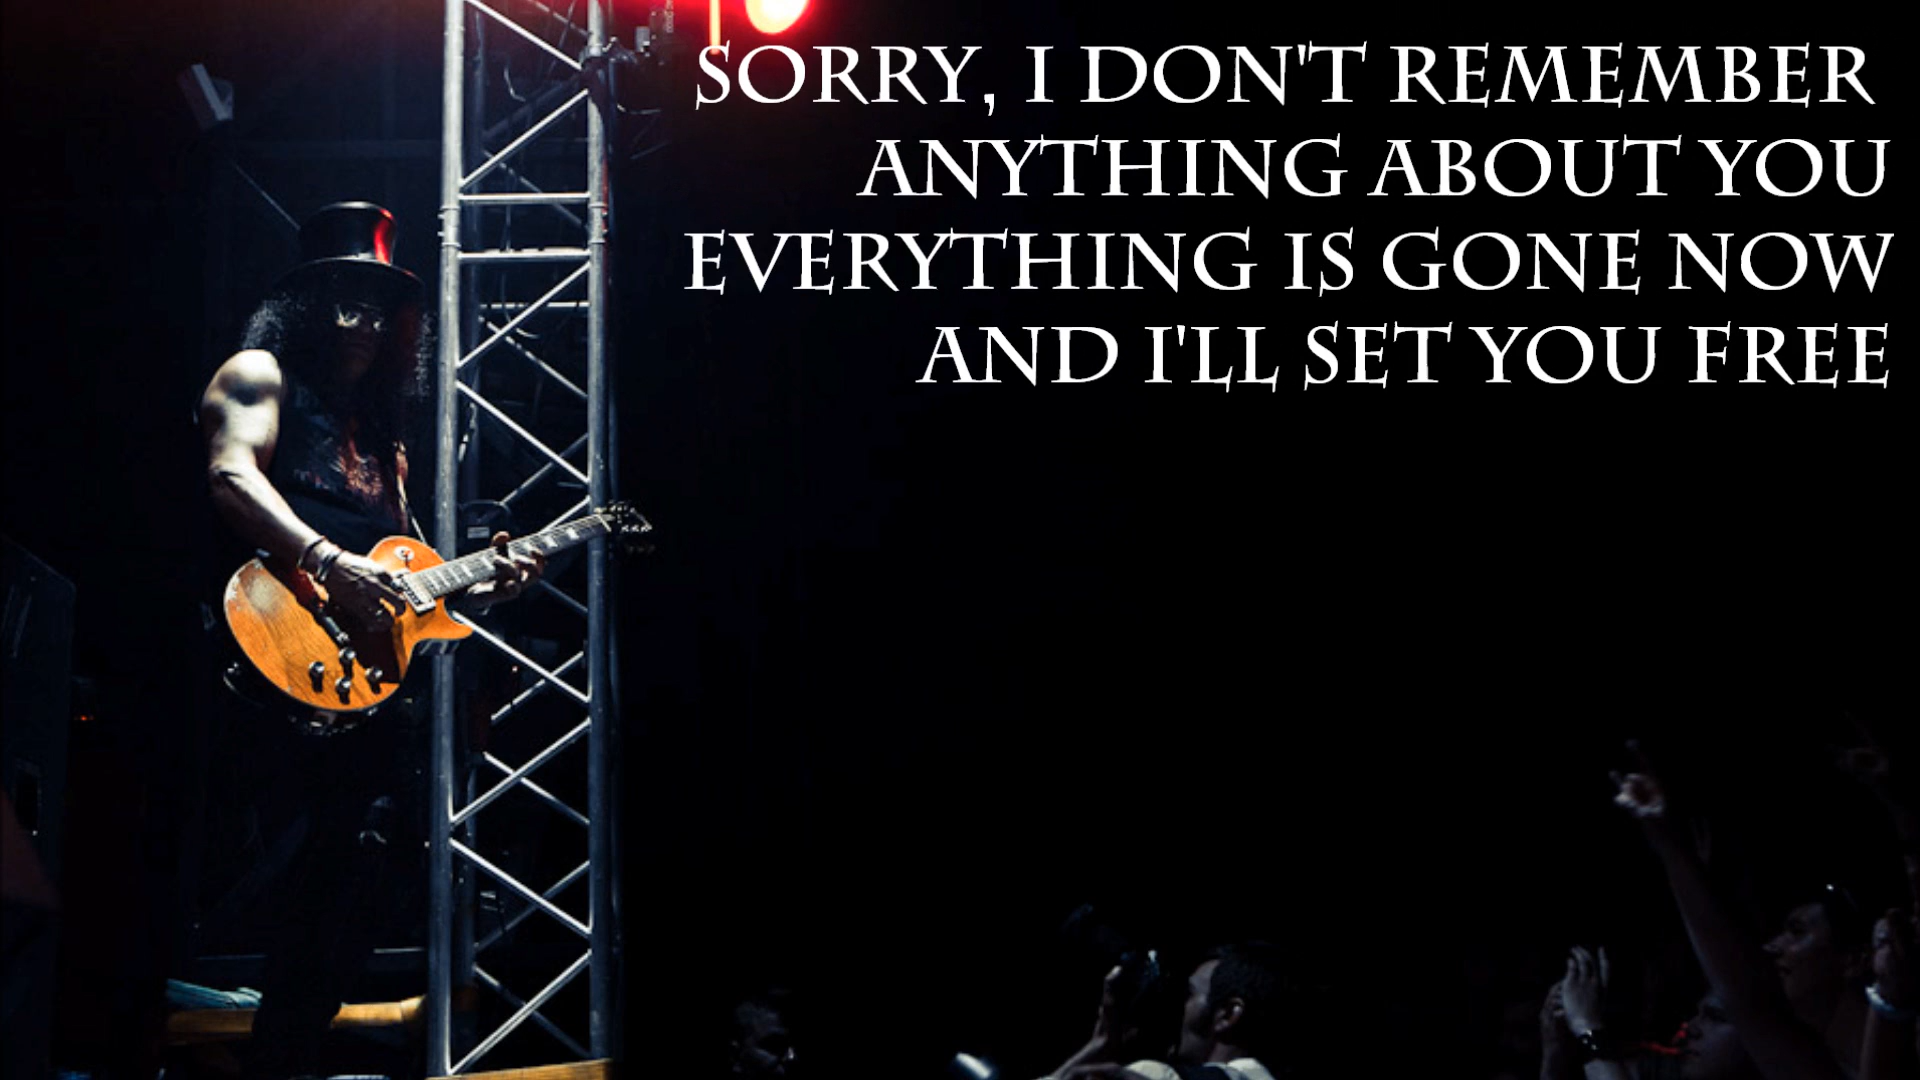 SORRY, I DON'T REMEMBER
ANYTHING ABOUT YOU
EVERYTHING IS GONE NOW
AND I'LL SET YOU FREE